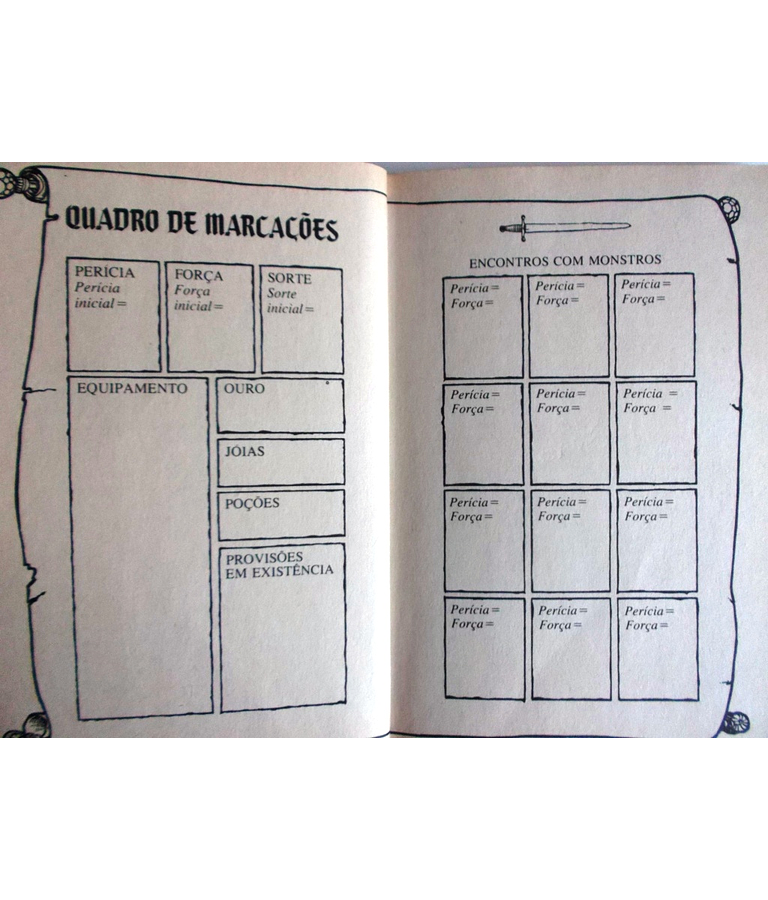 QUADRO DE MARCAÇÕES
PERÍCIA
Perícia
inicial =
FORÇA
Força
inicial =
SORTE
Sorte
inicial =
EQUIPAMENTO
OURO
JÓIAS
POÇÕES
PROVISÕES
EM EXISTÊNCIA
ENCONTROS COM MONSTROS
Perícia =
Força =
Perícia =
Força =
Perícia =
Força =
Perícia =
Força =
Perícia =
Força =
Perícia =
Força =
Perícia =
Força =
Perícia =
Força =
Perícia =
Força =
Perícia =
Força =
Perícia =
Força =
Perícia =
Força =